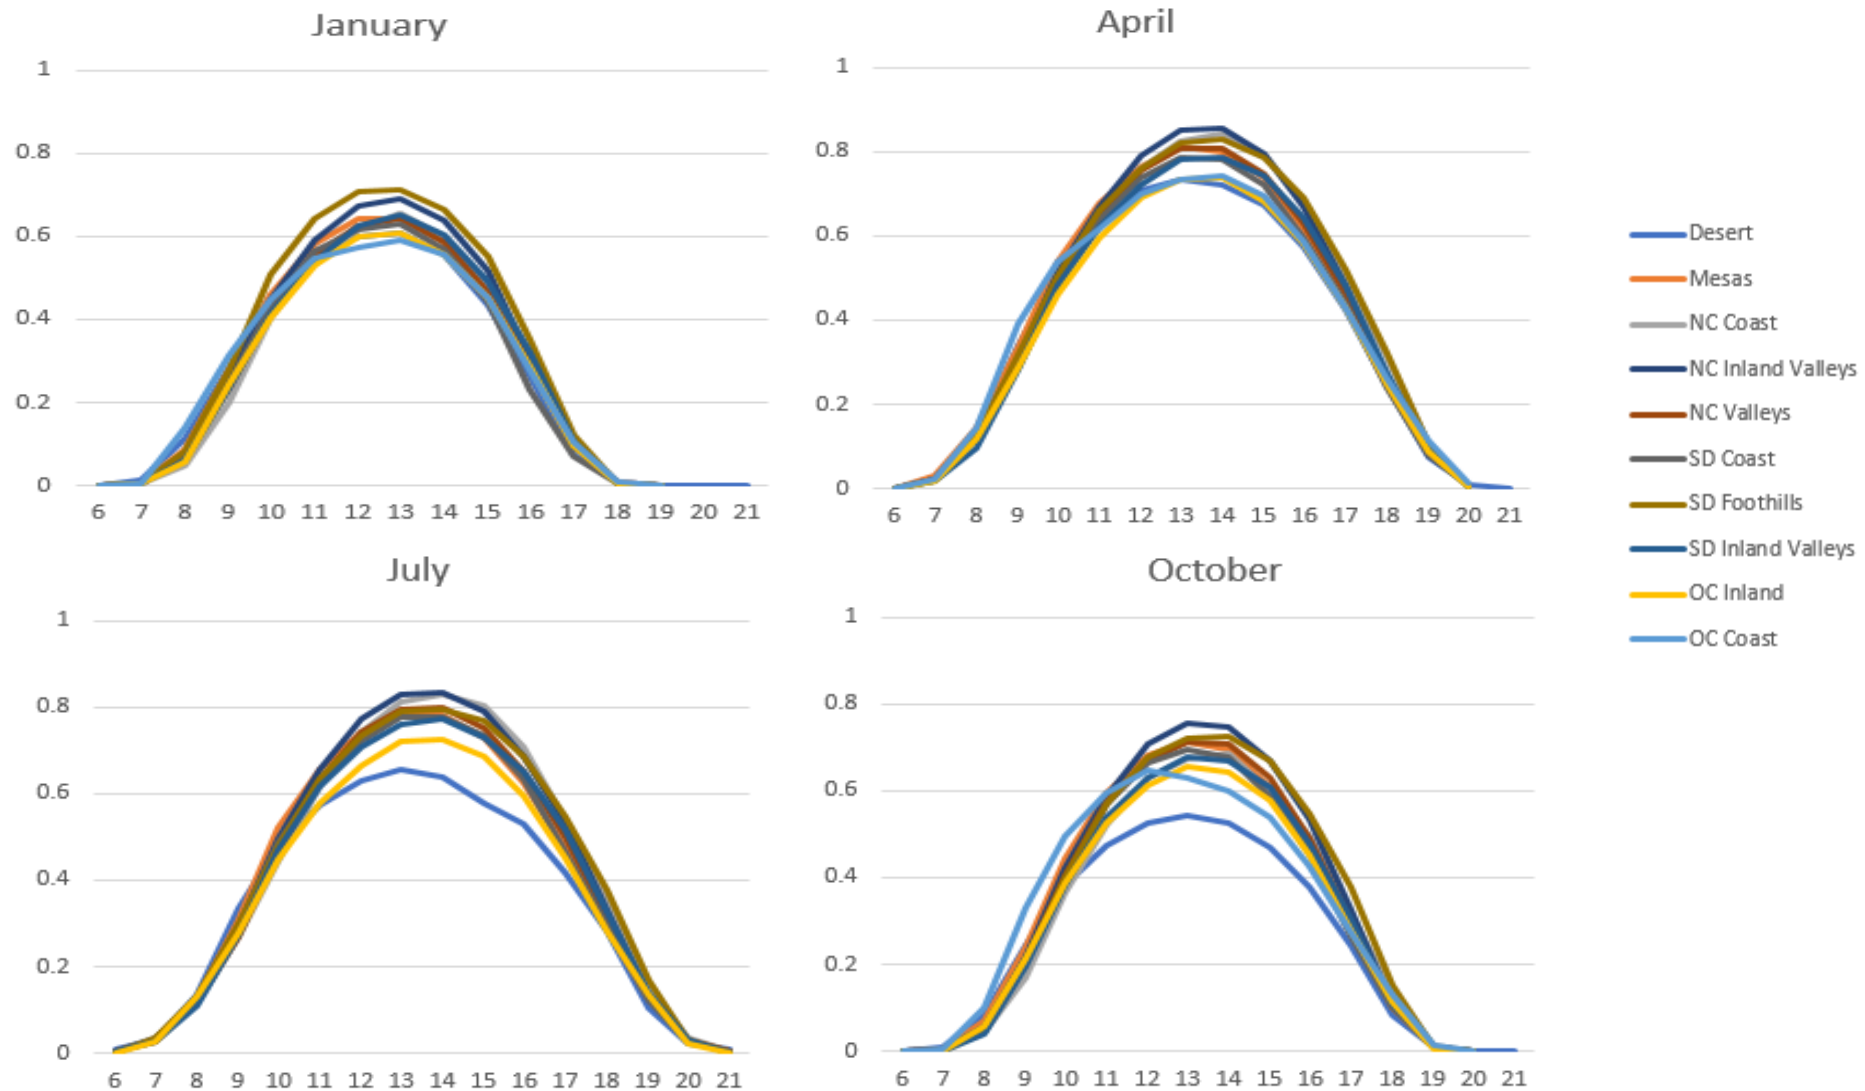 January
1
0.8
0.6
0.4
0.2
0
6 7 8 9 10 11 12 13 14 15 16 17 18 19 20 21
April
1
0.8
0.6
0.4
0.2
0
6 7 8 9 10 11 12 13 14 15 16 17 18 19 20 21
July
1
0.8
0.6
0.4
0.2
0
6 7 8 9 10 11 12 13 14 15 16 17 18 19 20 21
October
1
0.8
0.6
0.4
0.2
0
6 7 8 9 10 11 12 13 14 15 16 17 18 19 20 21
Desert
Mesas
NC Coast
NC Inland Valleys
NC Valleys
SD Coast
SD Foothills
SD Inland Valleys
OC Inland
OC Coast